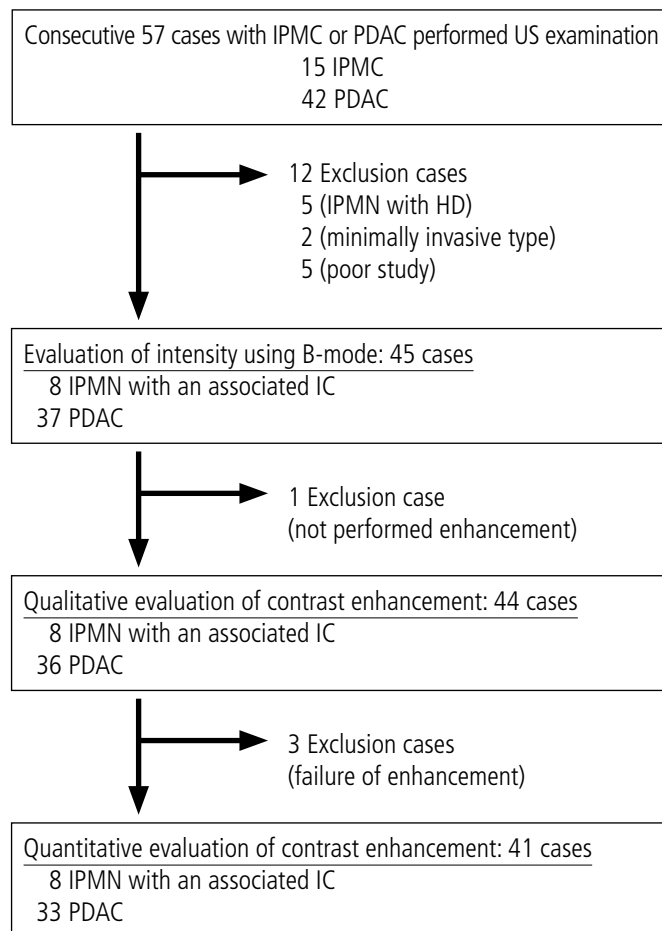 Consecutive 57 cases with IPMC or PDAC performed US examination
15 IPMC
42 PDAC
12 Exclusion cases
5 (IPMN with HD)
2 (minimally invasive type)
5 (poor study)
Evaluation of intensity using B-mode: 45 cases
8 IPMN with an associated IC
37 PDAC
1 Exclusion case
(not performed enhancement)
Qualitative evaluation of contrast enhancement: 44 cases
8 IPMN with an associated IC
36 PDAC
3 Exclusion cases
(failure of enhancement)
Quantitative evaluation of contrast enhancement: 41 cases
8 IPMN with an associated IC
33 PDAC